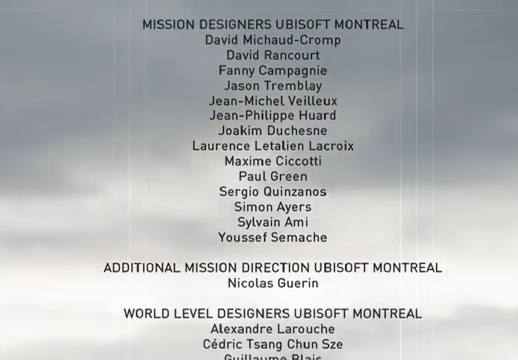 MISSION DESIGNERS UBISOFT MONTREAL
David Michaud-Cromp
David Rancourt
Fanny Campagnie
Jason Tremblay
Jean-Michel Veilleux
Jean-Philippe Huard
Joakim Duchesne
Laurence Letalien Lacroix
Maxime Ciccotti
Paul Green
Sergio Quinzanos
Simon Ayers
Sylvain Ami
Youssef Semache
ADDITIONAL MISSION DIRECTION UBISOFT MONTREAL
Nicolas Guerin
WORLD LEVEL DESIGNERS UBISOFT MONTREAL
Alexandre Larouche
Cédric Tsang Chun Sze
Guillaume Blais